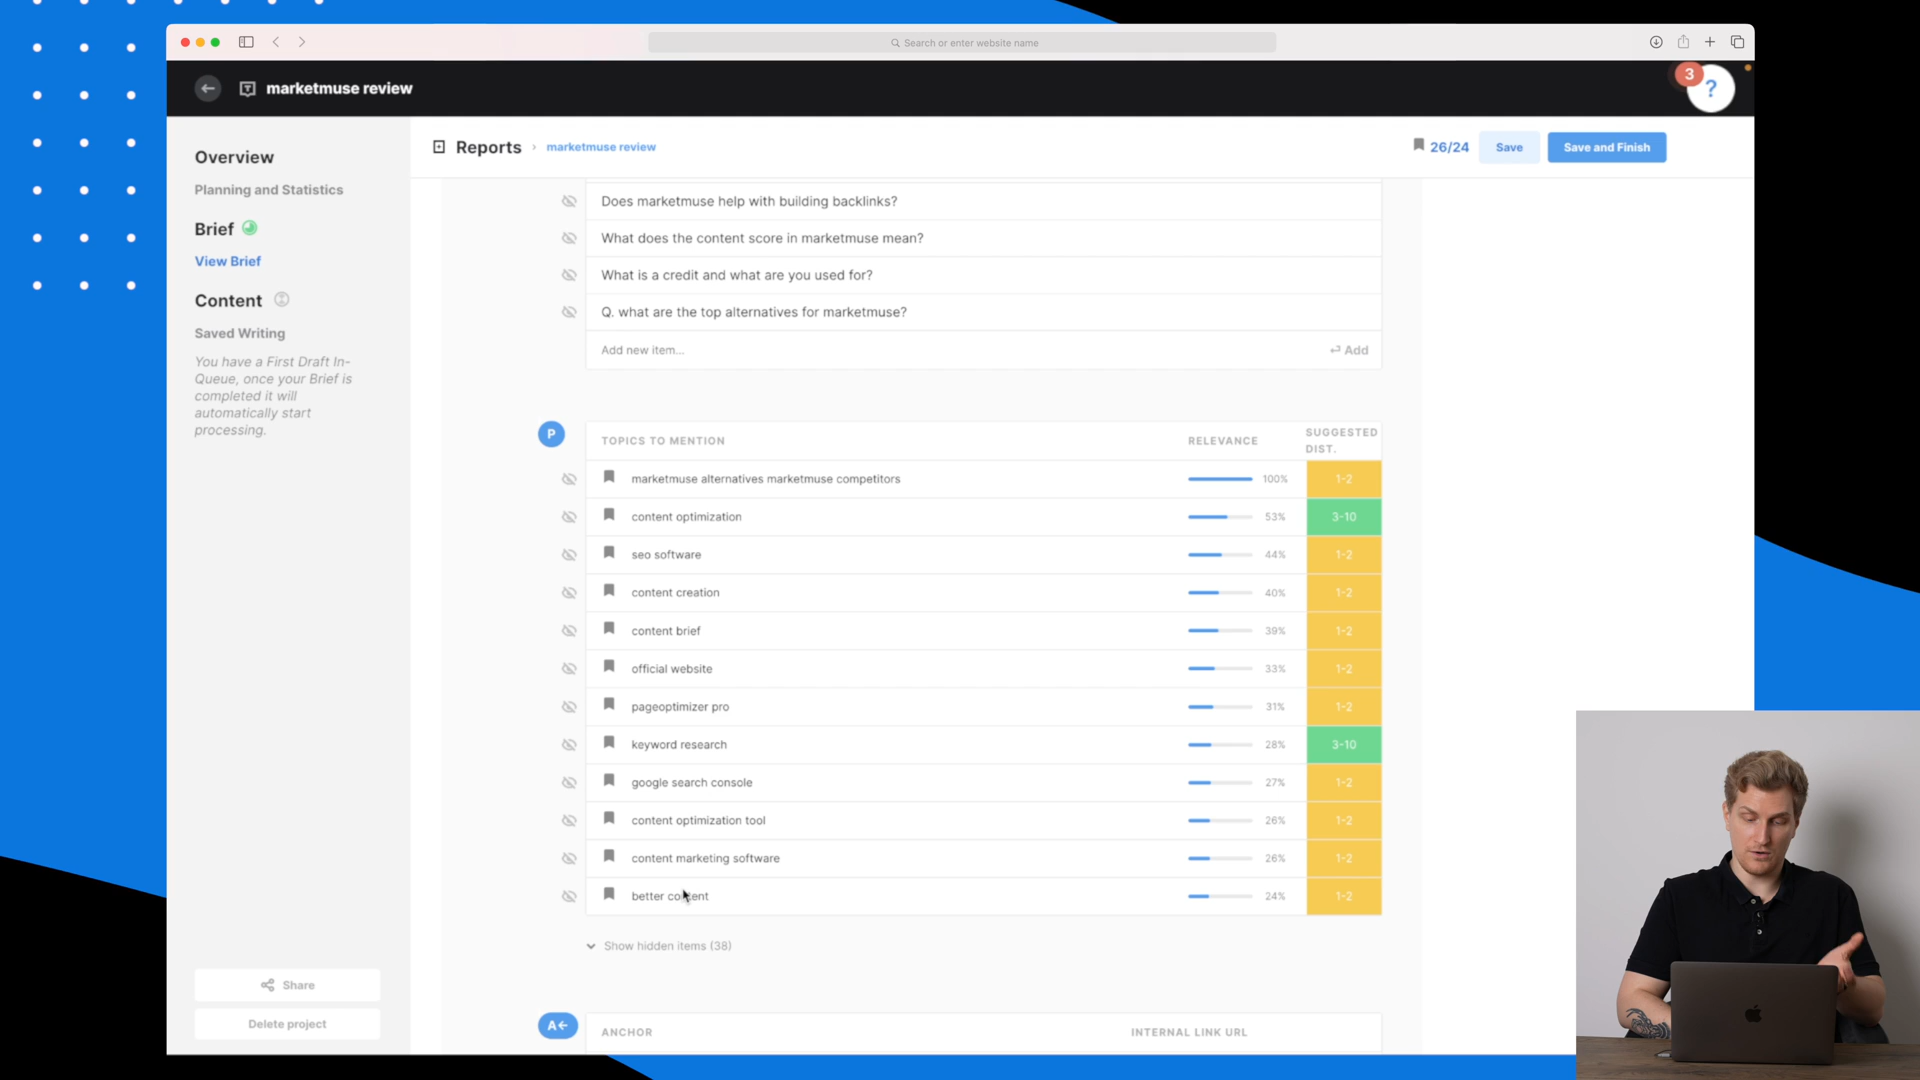 Search or enter website name
marketmuse review
3
?
Overview
Planning and Statistics
Brief
View Brief
Content
Saved Writing
You have a First Draft In-
Queue, once your Brief is
completed it will
automatically start
processing.
Share
Delete project
Reports › marketmuse review
26/24
Save
Save and Finish
Does marketmuse help with building backlinks?
What does the content score in marketmuse mean?
What is a credit and what are you used for?
Q. what are the top alternatives for marketmuse?
Add new item...
Add
P
TOPICS TO MENTION RELEVANCE SUGGESTED DIST.
marketmuse alternatives marketmuse competitors 100% 1-2
content optimization 53% 3-10
seo software 44% 1-2
content creation 40% 1-2
content brief 39% 1-2
official website 33% 1-2
pageoptimizer pro 31% 1-2
keyword research 28% 3-10
google search console 27% 1-2
content optimization tool 26% 1-2
content marketing software 26% 1-2
better content 24% 1-2
Show hidden items (38)
A
ANCHOR INTERNAL LINK URL